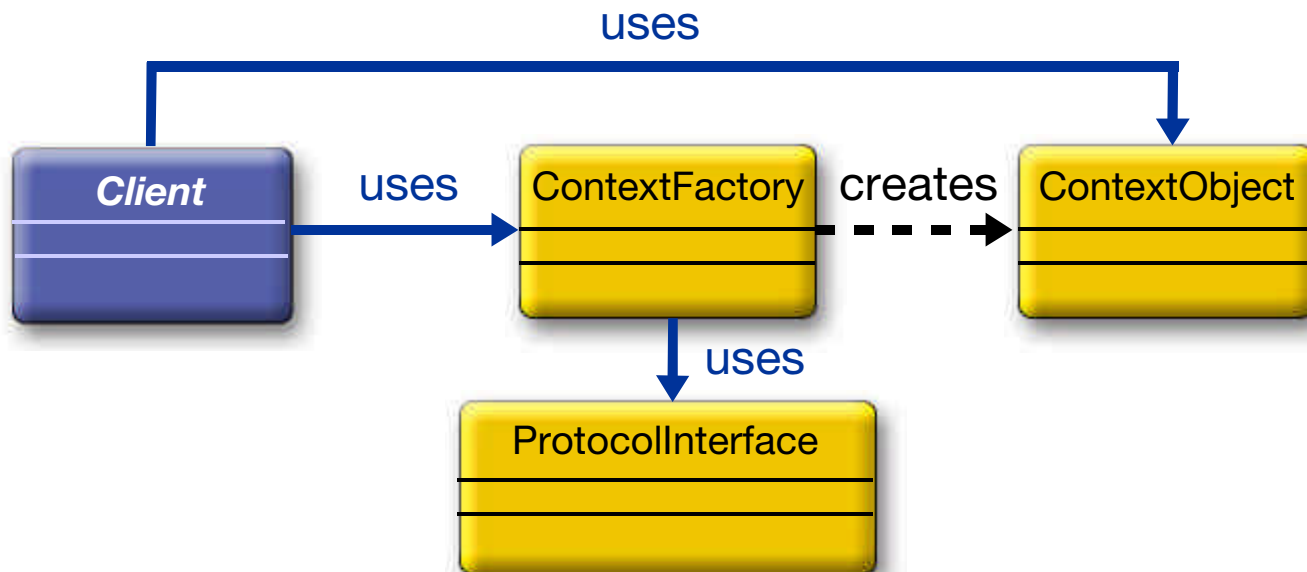 uses
Client
uses
ContextFactory
creates
ContextObject
uses
ProtocolInterface